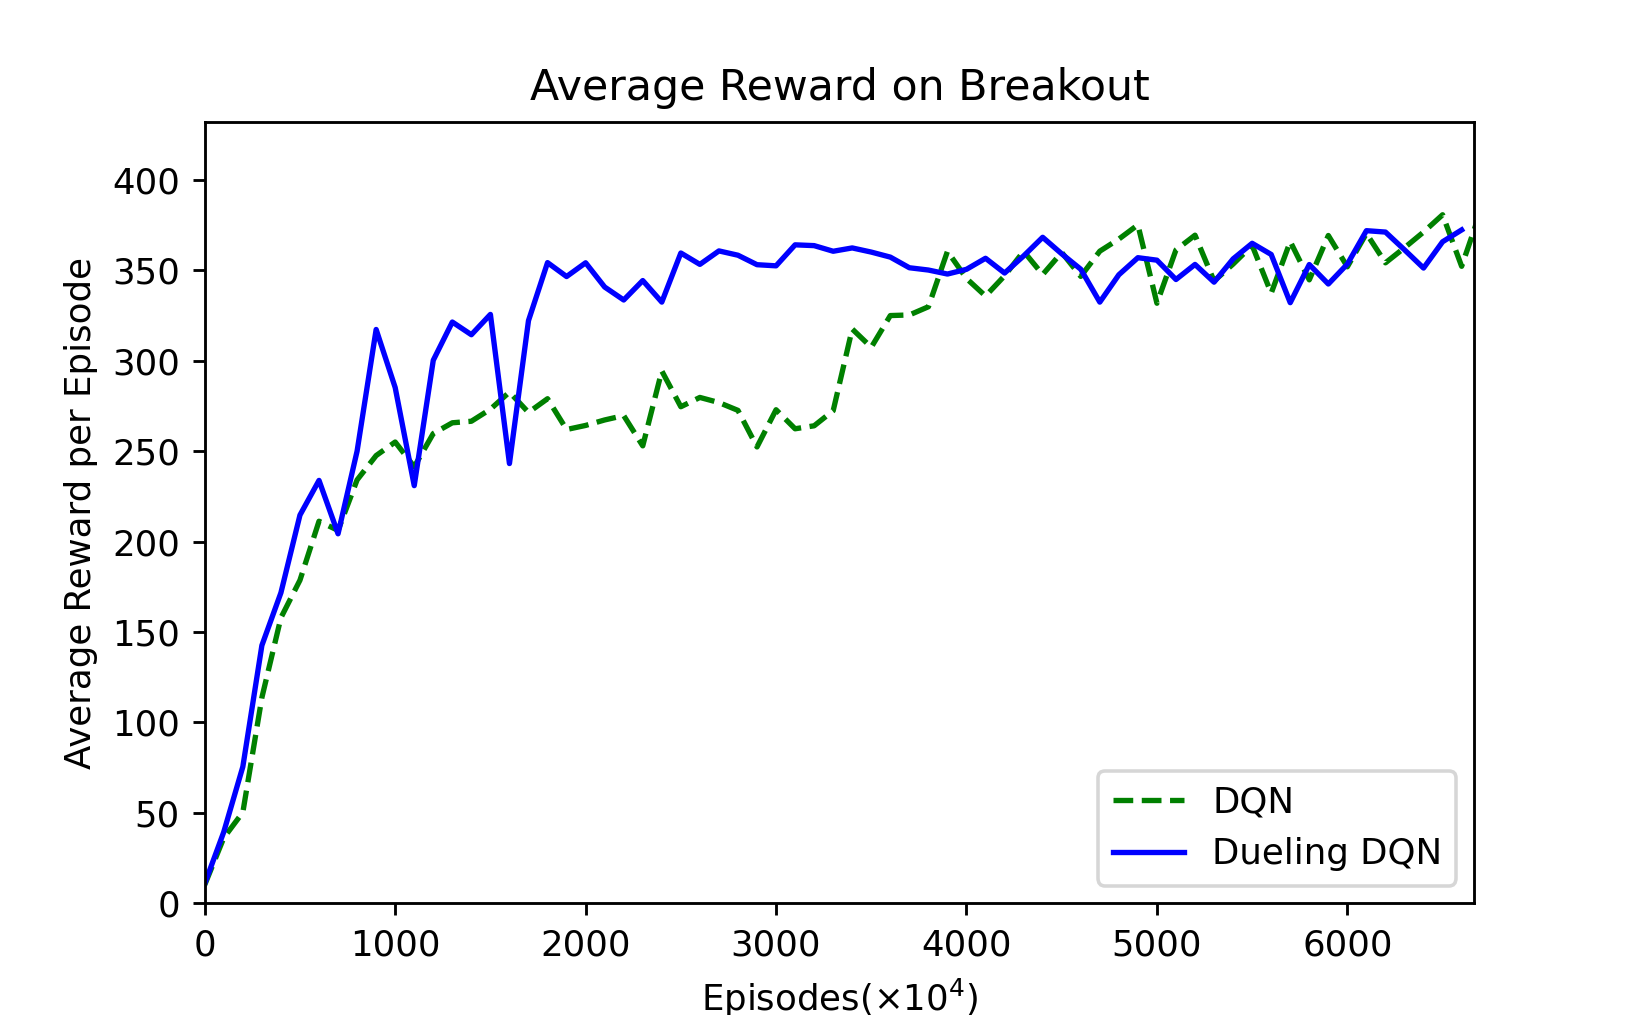 Average Reward on Breakout
400
350
300
250
200
150
100
50
0
Average Reward per Episode
0 1000 2000 3000 4000 5000 6000
Episodes(×10⁴)
DQN
Dueling DQN